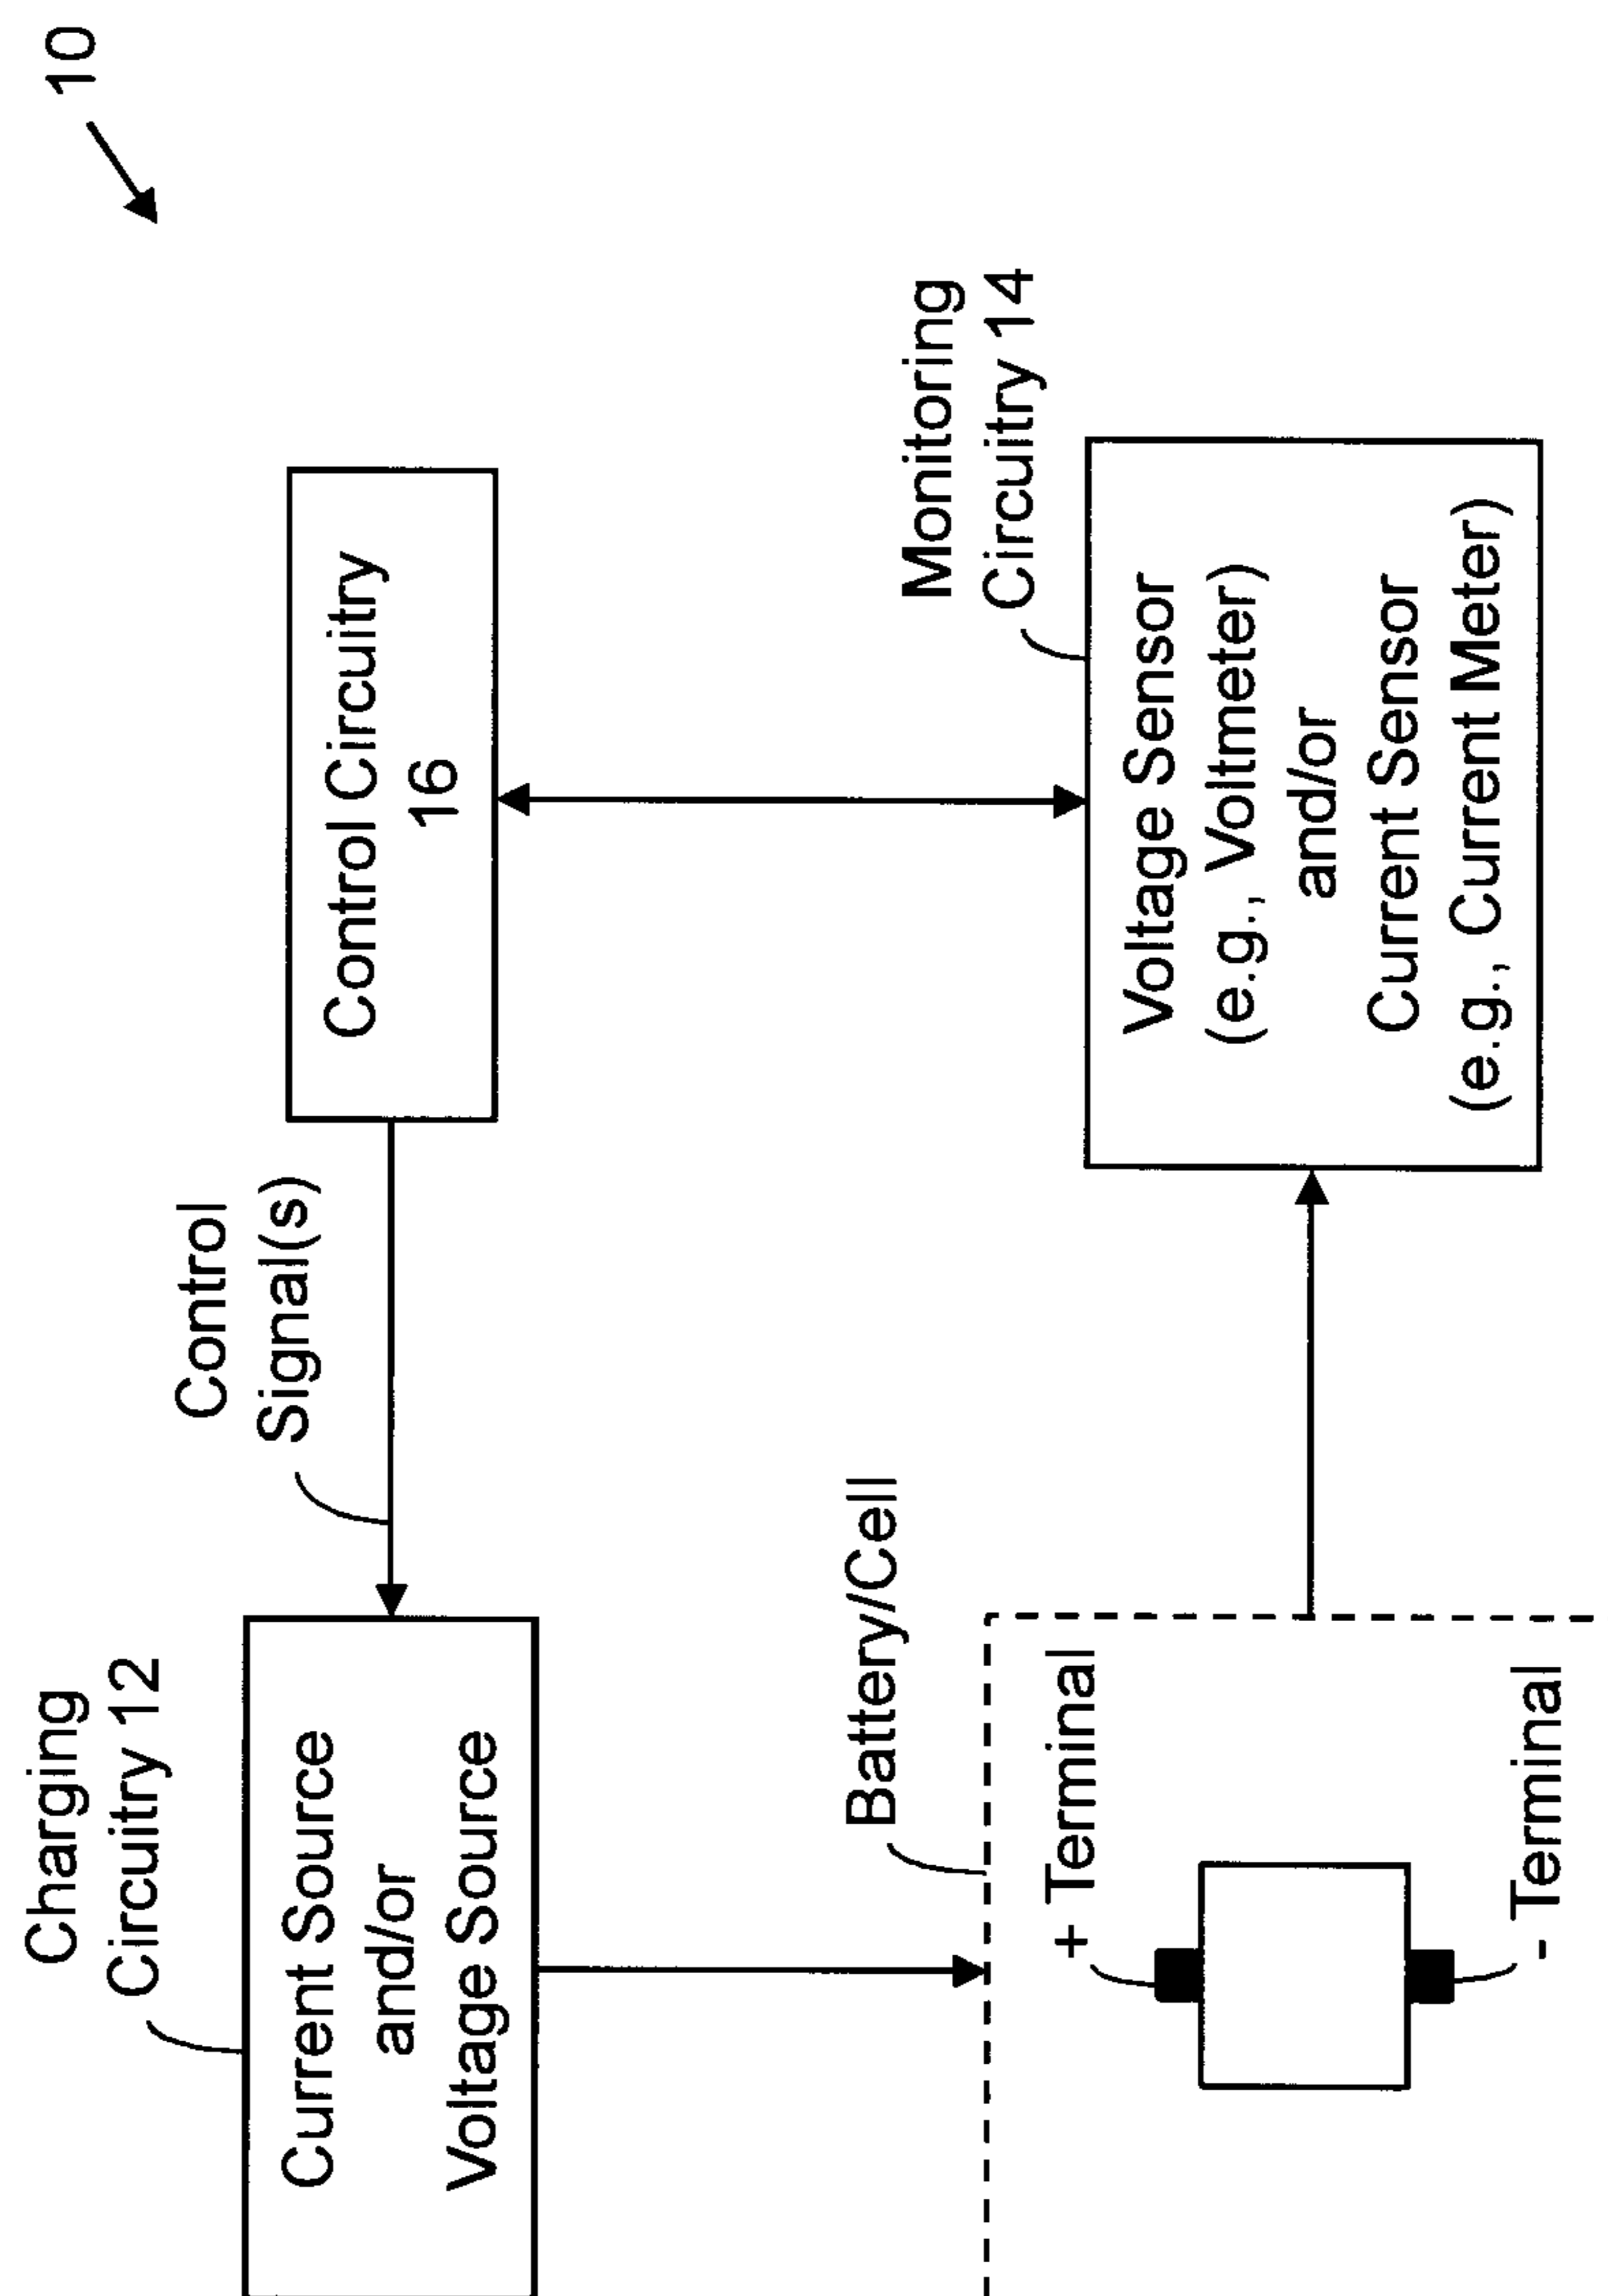 10
Charging
Circuitry 12
Current Source
and/or
Voltage Source
Control
Signal(s)
Control Circuitry
16
Battery/Cell
+ Terminal
- Terminal
Monitoring
Circuitry 14
Voltage Sensor
(e.g., Voltmeter)
and/or
Current Sensor
(e.g., Current Meter)